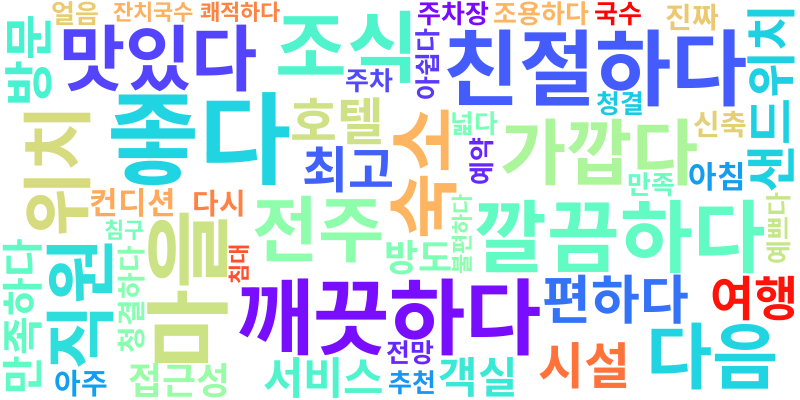 얼음 잔치국수 쾌적하다 주차장 조용하다 국수 진짜
방문 맛있다 조식 주차 아쉽다 친절하다 청결 샌드위치
위치 좋다 호텔 최고 숙소 넓다 예약 가깝다 신축 아침 만족
컨디션 다시 침구 마을 전주 방도 불편하다 깔끔하다 예쁘다
만족하다 직원 청결하다 침대 깨끗하다 편하다 여행
아주 접근성 서비스 전망 추천 객실 시설 다음